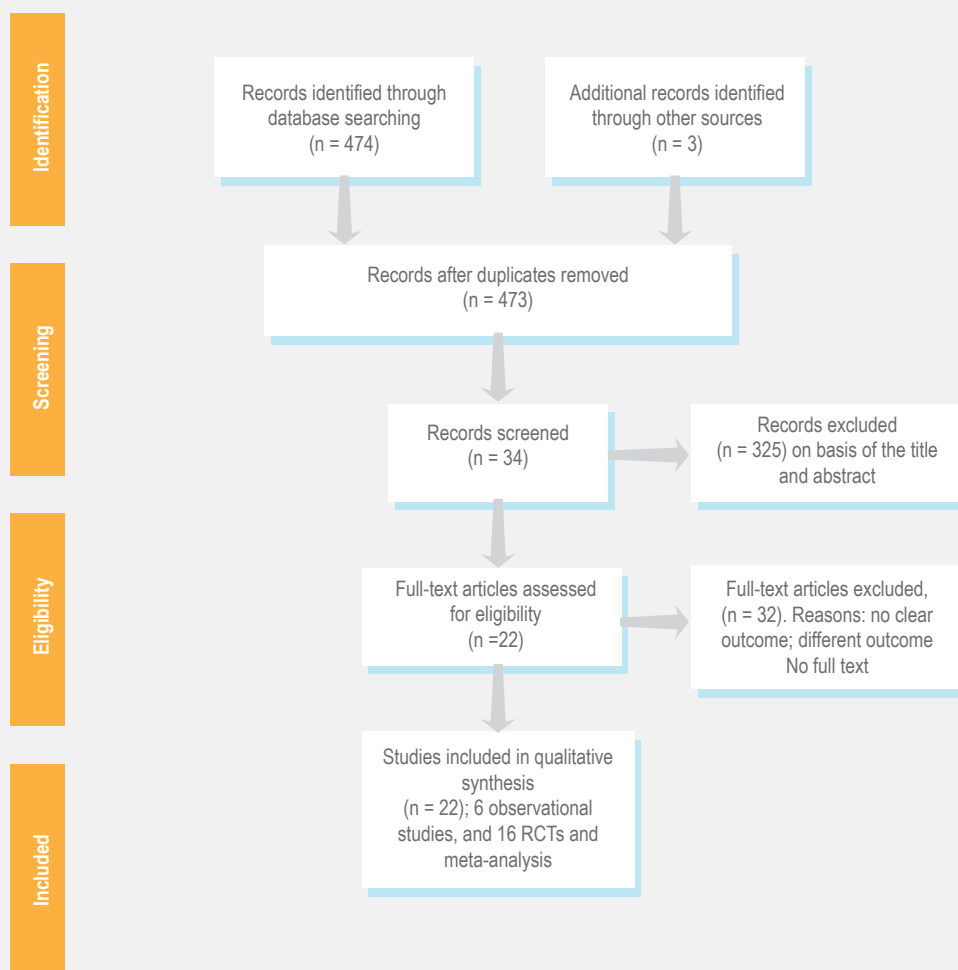 Identification
Records identified through
database searching
(n = 474)
Additional records identified
through other sources
(n = 3)
Records after duplicates removed
(n = 473)
Screening
Records screened
(n = 34)
Records excluded
(n = 325) on basis of the title
and abstract
Eligibility
Full-text articles assessed
for eligibility
(n =22)
Full-text articles excluded,
(n = 32). Reasons: no clear
outcome; different outcome
No full text
Included
Studies included in qualitative
synthesis
(n = 22); 6 observational
studies, and 16 RCTs and
meta-analysis